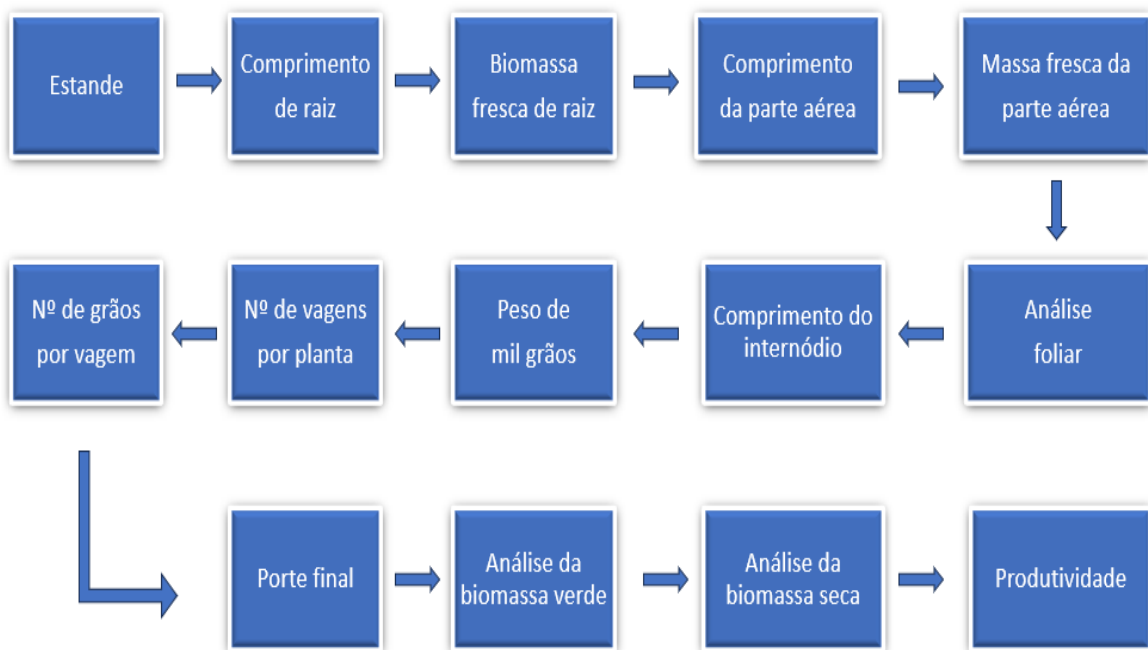 Estande
Comprimento
de raiz
Biomassa
fresca de raiz
Comprimento
da parte aérea
Massa fresca da
parte aérea
Análise
foliar
Comprimento do
internódio
Peso de
mil grãos
Nº de vagens
por planta
Nº de grãos
por vagem
Porte final
Análise da
biomassa verde
Análise da
biomassa seca
Produtividade